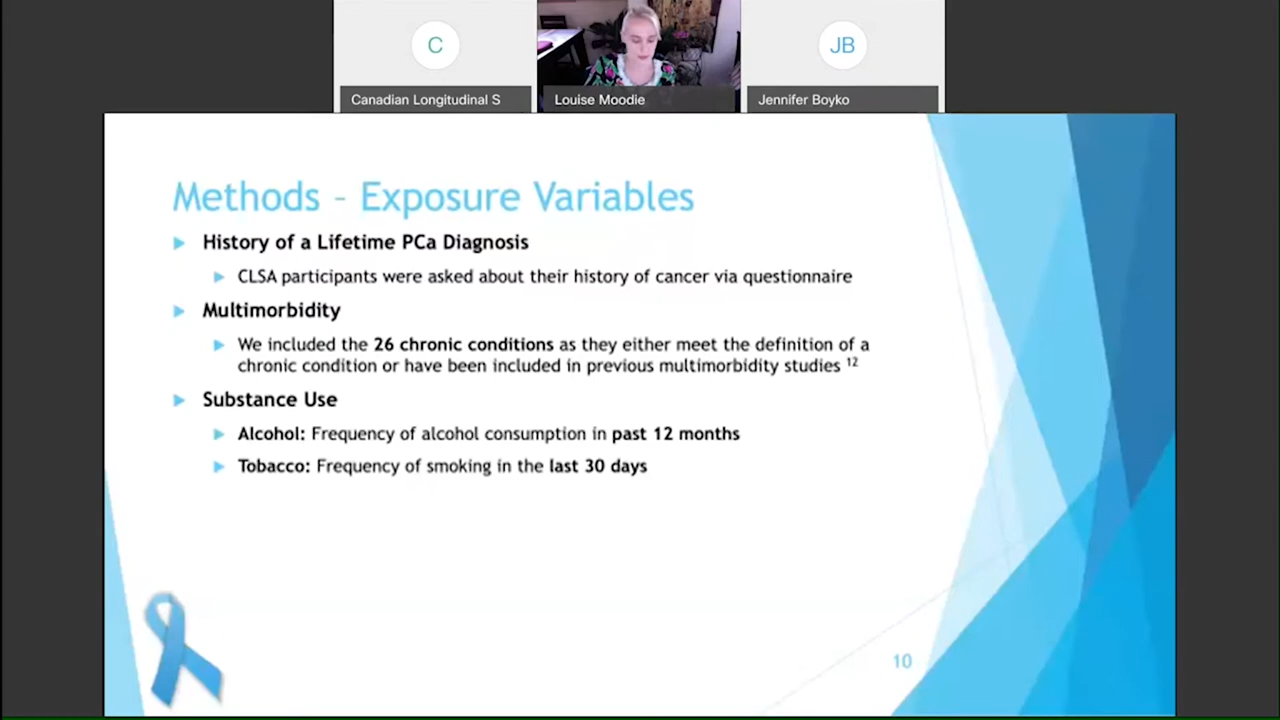 C
JB
Canadian Longitudinal S
Louise Moodie
Jennifer Boyko
Methods – Exposure Variables
History of a Lifetime PCa Diagnosis
CLSA participants were asked about their history of cancer via questionnaire
Multimorbidity
We included the 26 chronic conditions as they either meet the definition of a
chronic condition or have been included in previous multimorbidity studies 12
Substance Use
Alcohol: Frequency of alcohol consumption in past 12 months
Tobacco: Frequency of smoking in the last 30 days
10